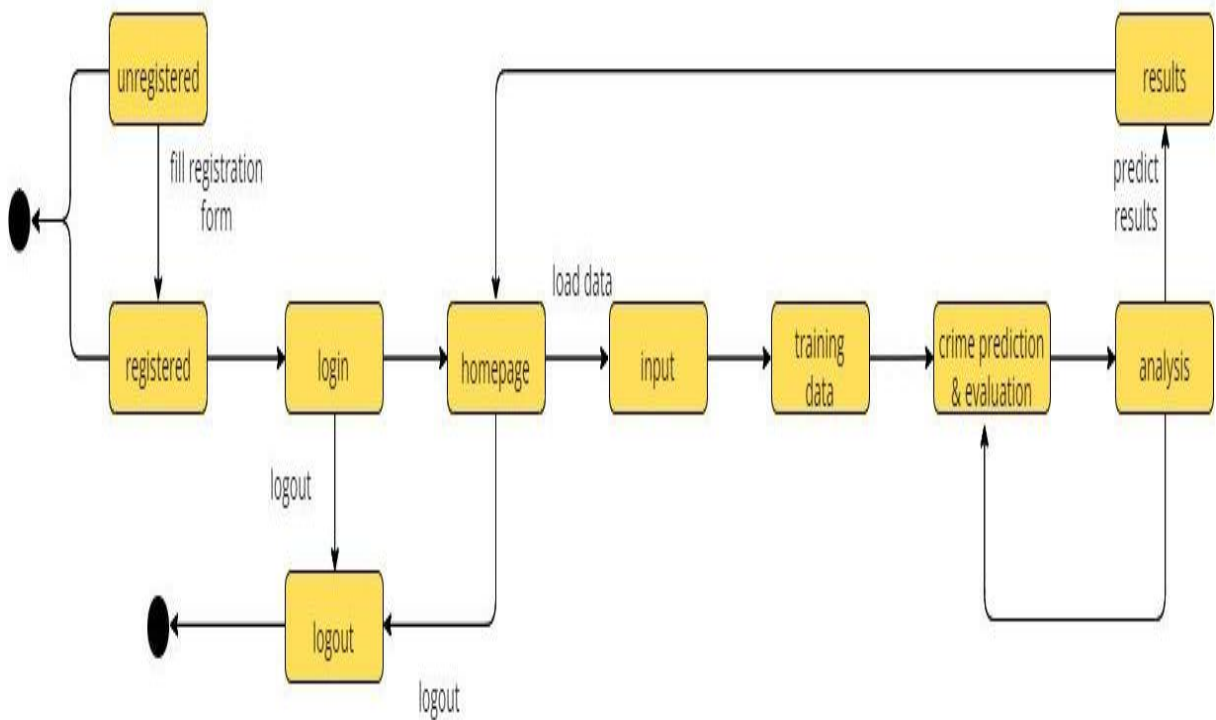 unregistered
results
fill registration
form
predict
results
load data
registered
login
homepage
input
training
data
crime prediction
& evaluation
analysis
logout
logout
logout